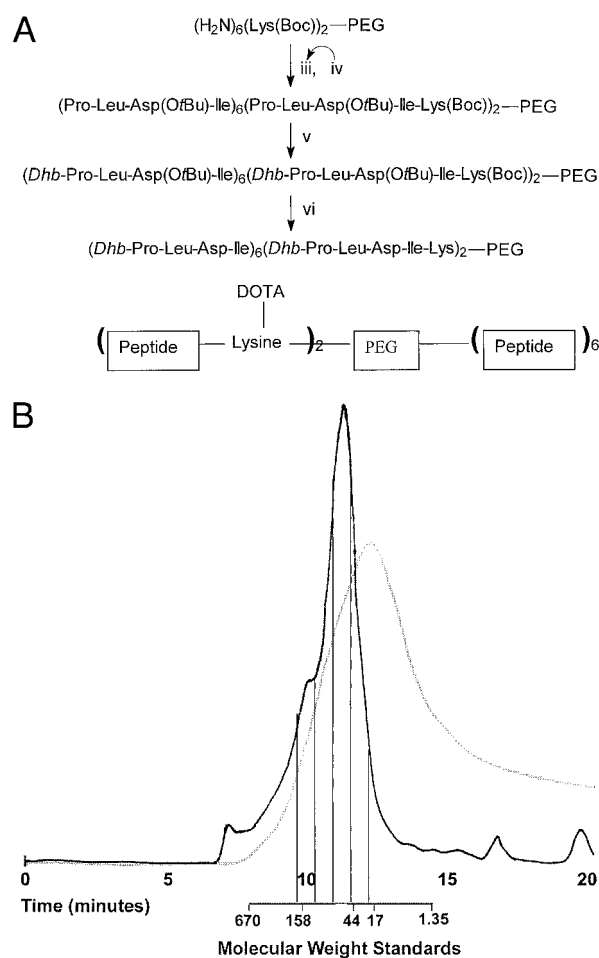 A
(H₂N)₆(Lys(Boc))₂—PEG
iii, iv
(Pro-Leu-Asp(OtBu)-Ile)₆(Pro-Leu-Asp(OtBu)-Ile-Lys(Boc))₂—PEG
v
(Dhb-Pro-Leu-Asp(OtBu)-Ile)₆(Dhb-Pro-Leu-Asp(OtBu)-Ile-Lys(Boc))₂—PEG
vi
(Dhb-Pro-Leu-Asp-Ile)₆(Dhb-Pro-Leu-Asp-Ile-Lys)₂—PEG
DOTA
(Peptide — Lysine)₂ — PEG — (Peptide)₆
B
0 5 10 15 20
Time (minutes)
670 158 44 17 1.35
Molecular Weight Standards